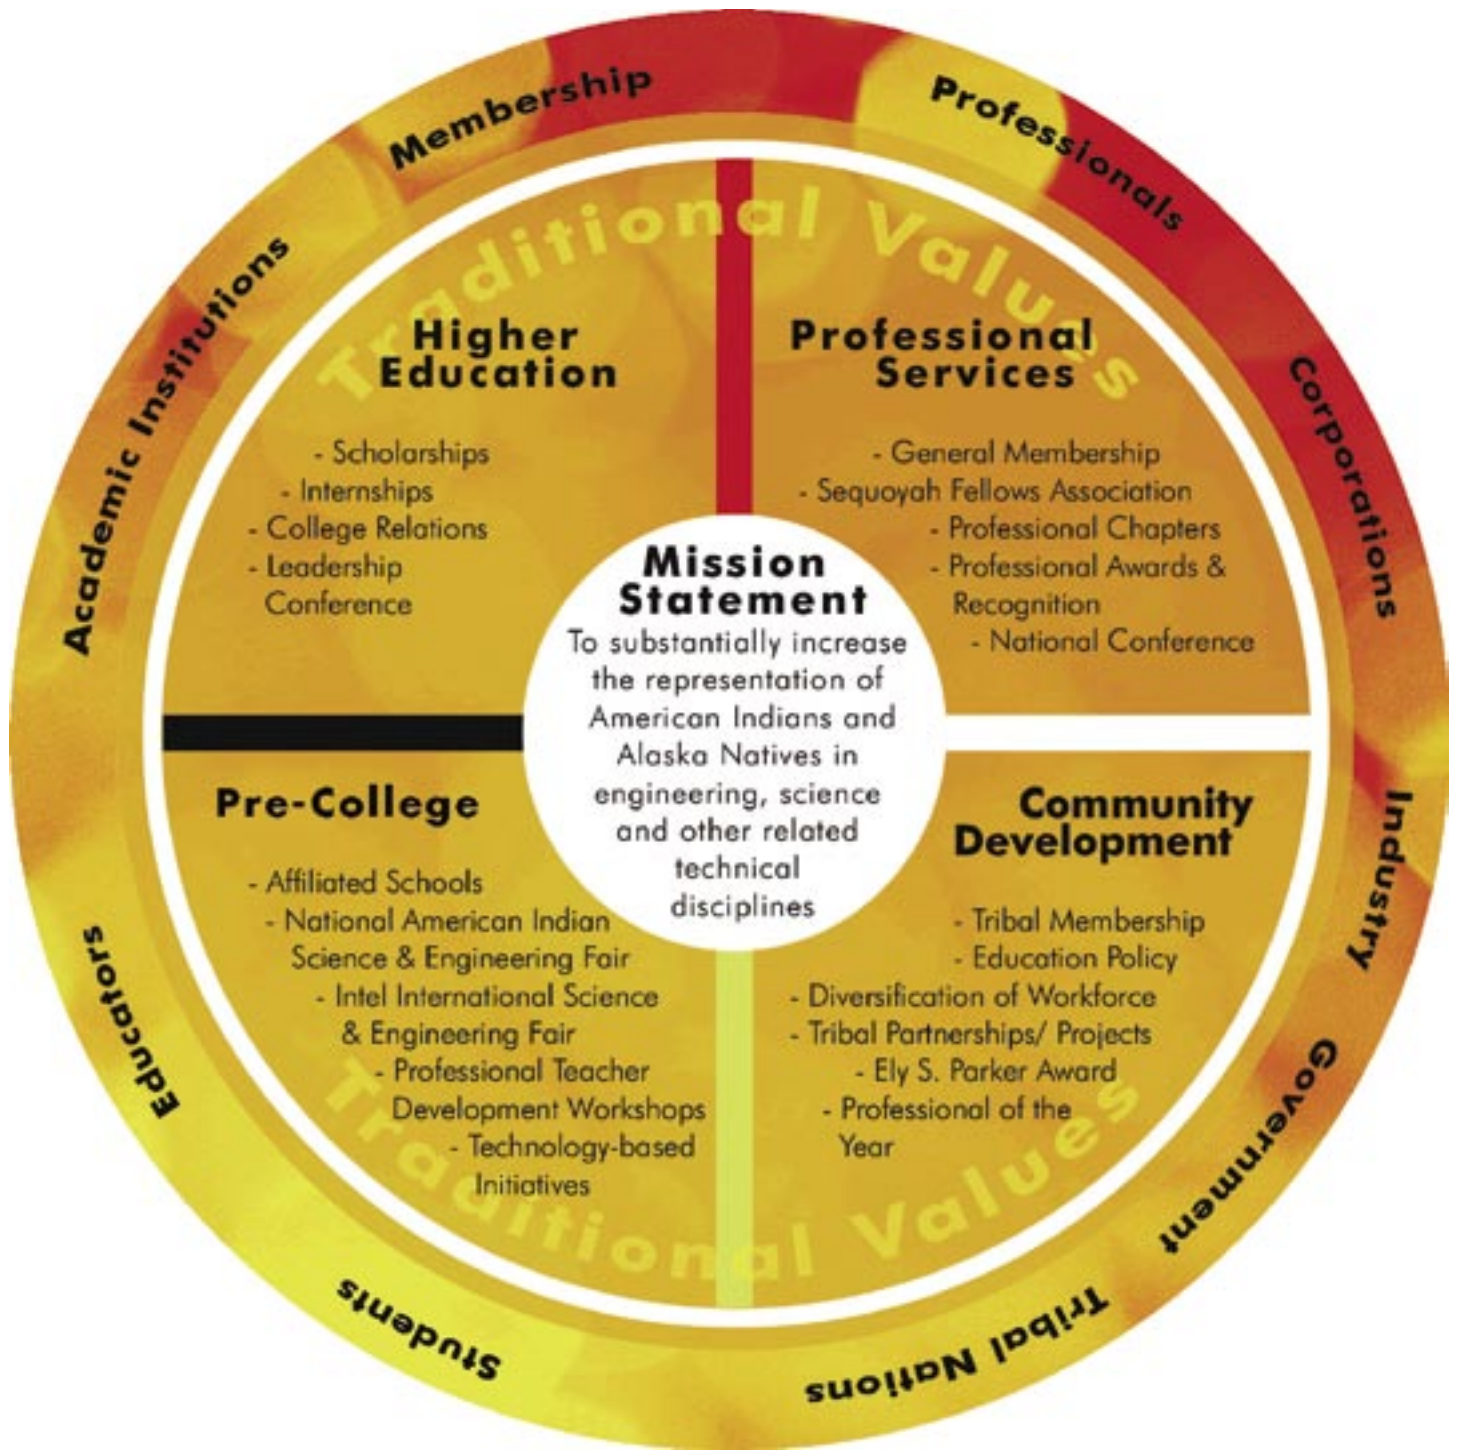 Membership
Professionals
Corporations
Industry
Government
Tribal Nations
Students
Educators
Academic Institutions
Traditional Values
Higher
Education
- Scholarships
- Internships
- College Relations
- Leadership
Conference
Professional
Services
- General Membership
- Sequoyah Fellows Association
- Professional Chapters
- Professional Awards &
Recognition
- National Conference
Mission
Statement
To substantially increase
the representation of
American Indians and
Alaska Natives in
engineering, science
and other related
technical
disciplines
Pre-College
- Affiliated Schools
- National American Indian
Science & Engineering Fair
- Intel International Science
& Engineering Fair
- Professional Teacher
Development Workshops
- Technology-based
Initiatives
Community
Development
- Tribal Membership
- Education Policy
- Diversification of Workforce
- Tribal Partnerships/ Projects
- Ely S. Parker Award
- Professional of the
Year
Traditional Values